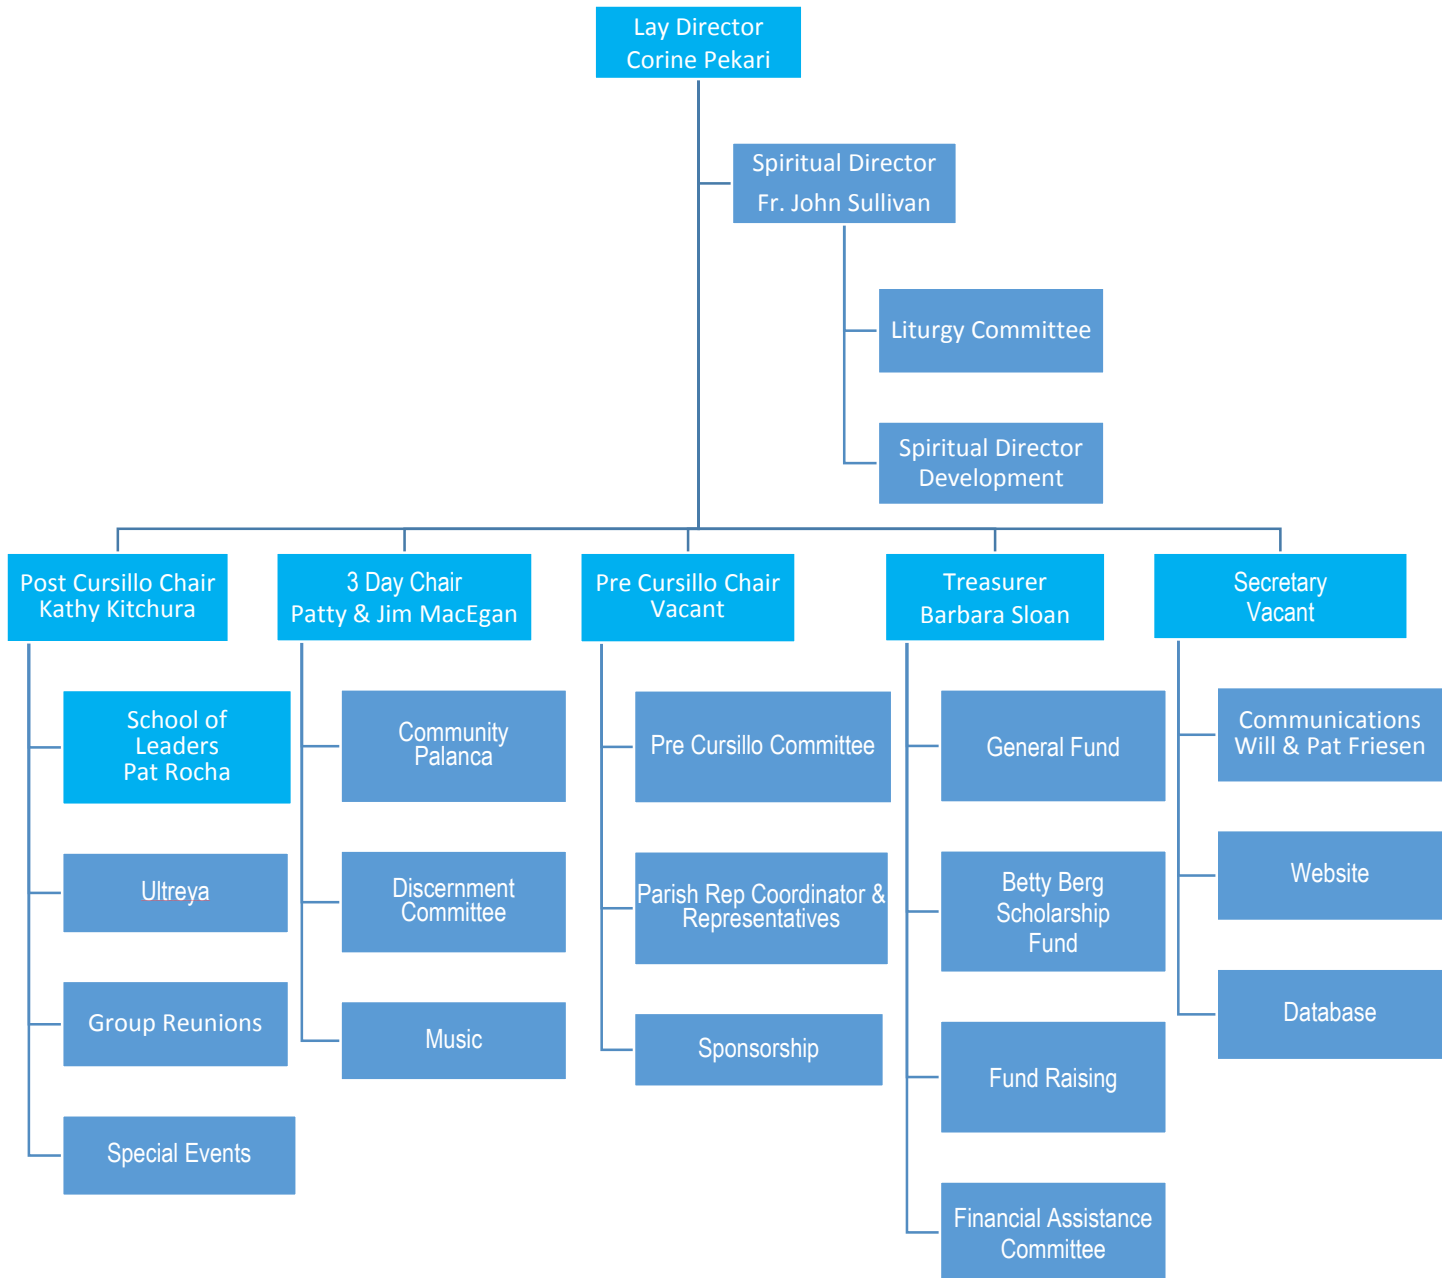 Lay Director
Corine Pekari
Spiritual Director
Fr. John Sullivan
Liturgy Committee
Spiritual Director
Development
Post Cursillo Chair
Kathy Kitchura
3 Day Chair
Patty & Jim MacEgan
Pre Cursillo Chair
Vacant
Treasurer
Barbara Sloan
Secretary
Vacant
School of
Leaders
Pat Rocha
Ultreya
Group Reunions
Special Events
Community
Palanca
Discernment
Committee
Music
Pre Cursillo Committee
Parish Rep Coordinator &
Representatives
Sponsorship
General Fund
Betty Berg
Scholarship
Fund
Fund Raising
Financial Assistance
Committee
Communications
Will & Pat Friesen
Website
Database